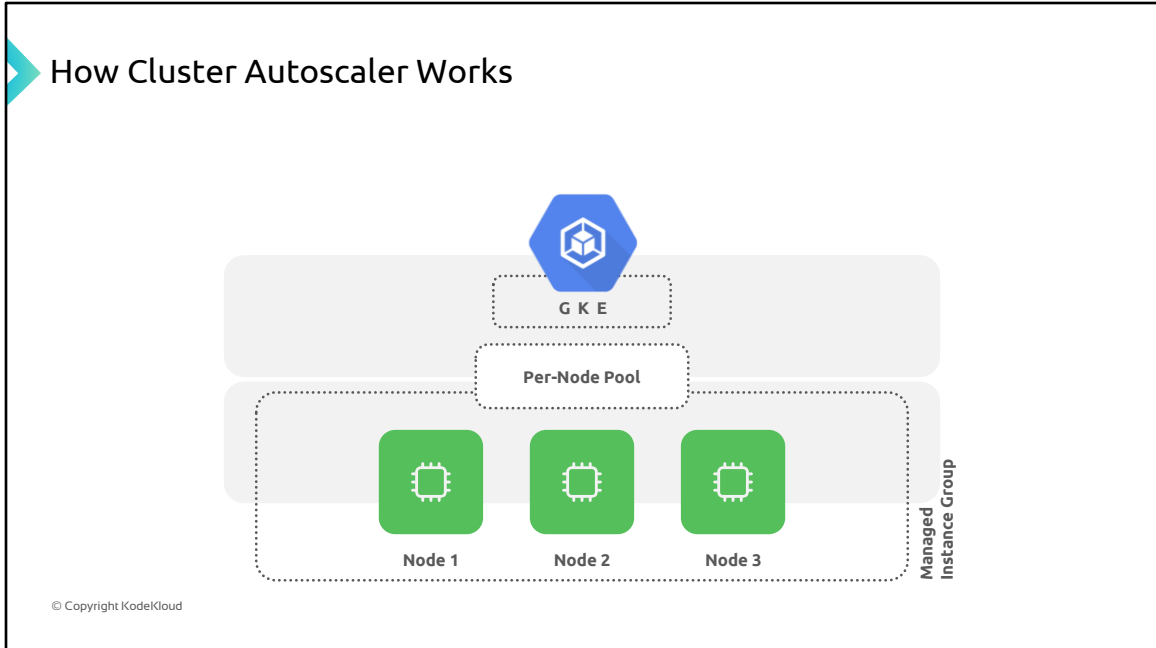 How Cluster Autoscaler Works
G K E
Per-Node Pool
Node 1
Node 2
Node 3
Managed
Instance Group
© Copyright KodeKloud